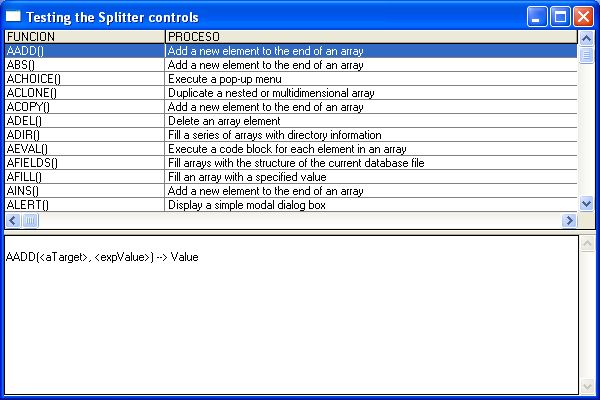 Testing the Splitter controls
FUNCION PROCESO
AADD() Add a new element to the end of an array
ABS() Add a new element to the end of an array
ACHOICE() Execute a pop-up menu
ACLONE() Duplicate a nested or multidimensional array
ACOPY() Add a new element to the end of an array
ADEL() Delete an array element
ADIR() Fill a series of arrays with directory information
AEVAL() Execute a code block for each element in an array
AFIELDS() Fill arrays with the structure of the current database file
AFILL() Fill an array with a specified value
AINS() Add a new element to the end of an array
ALERT() Display a simple modal dialog box
AADD(<aTarget>, <expValue>) --> Value